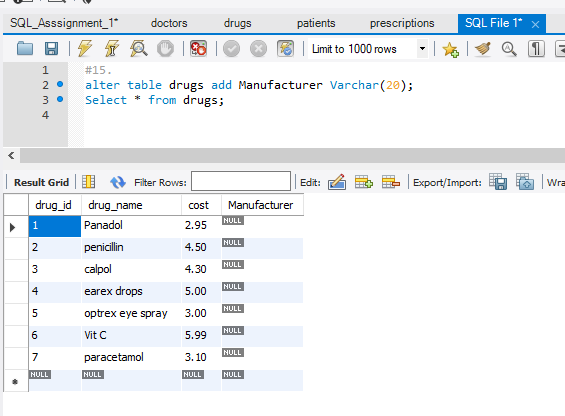 SQL_Asssignment_1* doctors drugs patients prescriptions SQL File 1* ×
Limit to 1000 rows
1 #15.
2 alter table drugs add Manufacturer Varchar(20);
3 Select * from drugs;
4
Result Grid Filter Rows: Edit: Export/Import: Wra
drug_id drug_name cost Manufacturer
1 Panadol 2.95 NULL
2 penicillin 4.50 NULL
3 calpol 4.30 NULL
4 earex drops 5.00 NULL
5 optrex eye spray 3.00 NULL
6 Vit C 5.99 NULL
7 paracetamol 3.10 NULL
* NULL NULL NULL NULL